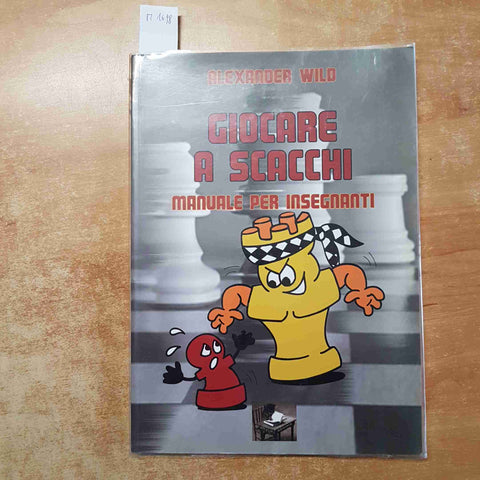 ALEXANDER WILD
GIOCARE
A SCACCHI
MANUALE PER INSEGNANTI